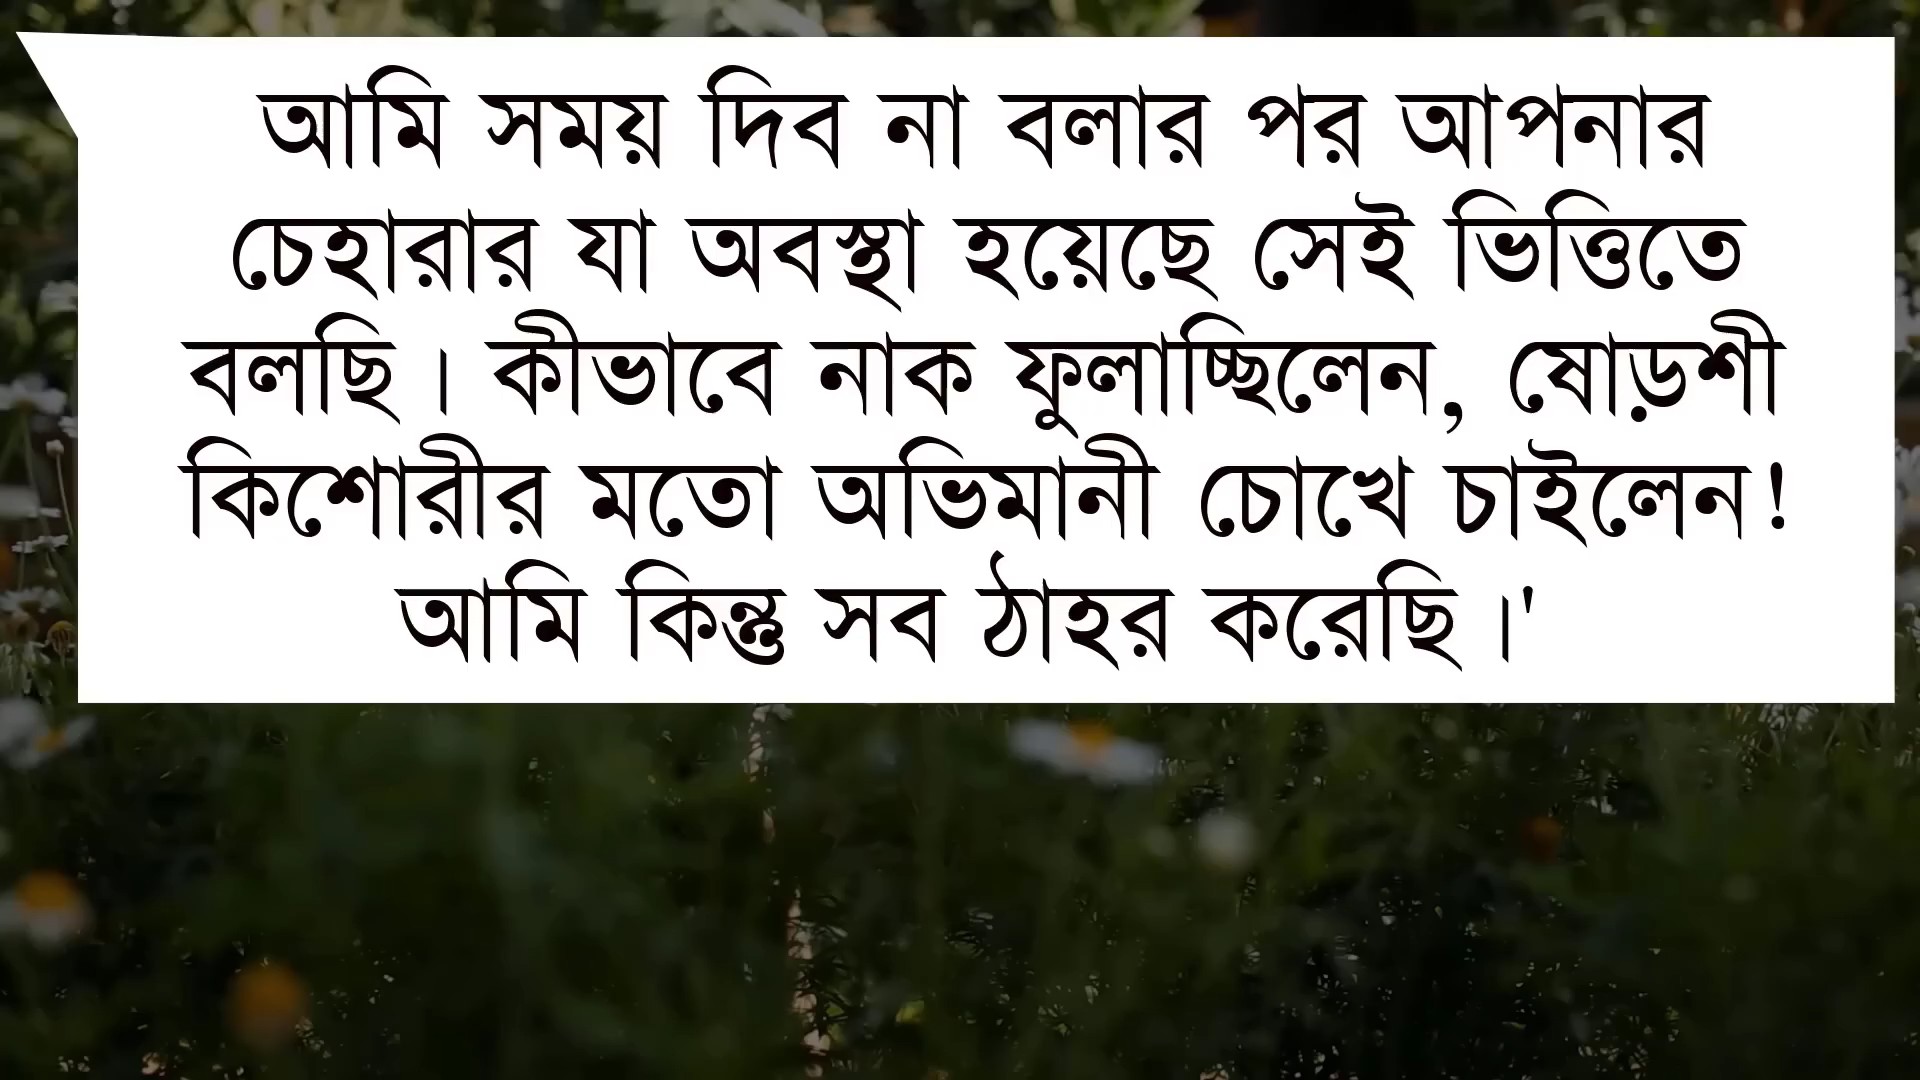 আমি সময় দিব না বলার পর আপনার
চেহারার যা অবস্থা হয়েছে সেই ভিত্তিতে
বলছি। কীভাবে নাক ফুলাচ্ছিলেন, ষোড়শী
কিশোরীর মতো অভিমানী চোখে চাইলেন!
আমি কিন্তু সব ঠাহর করেছি।'